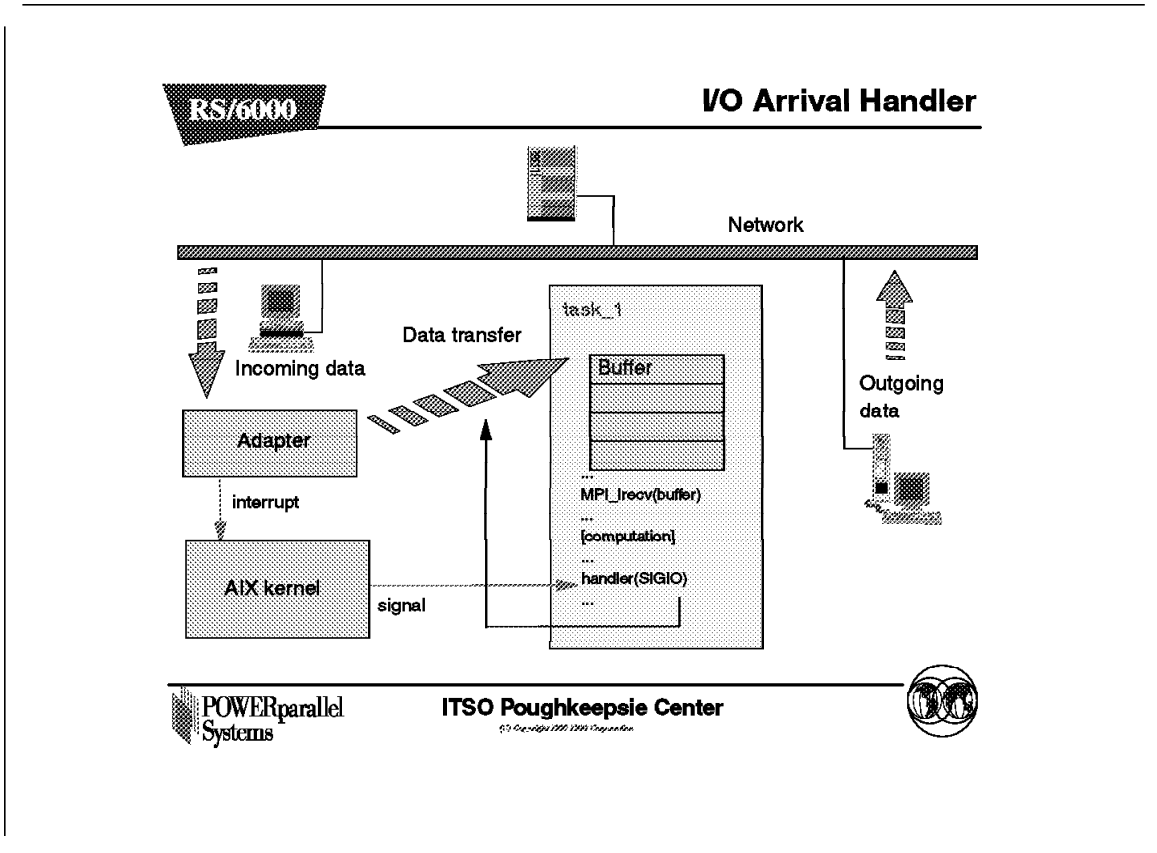 RS/6000
I/O Arrival Handler
Network
task_1
Data transfer
Incoming data
Buffer
Outgoing
data
Adapter
...
MPI_Irecv(buffer)
interrupt
...
[computation]
...
AIX kernel
handler(SIGIO)
signal
...
POWERparallel
Systems
ITSO Poughkeepsie Center